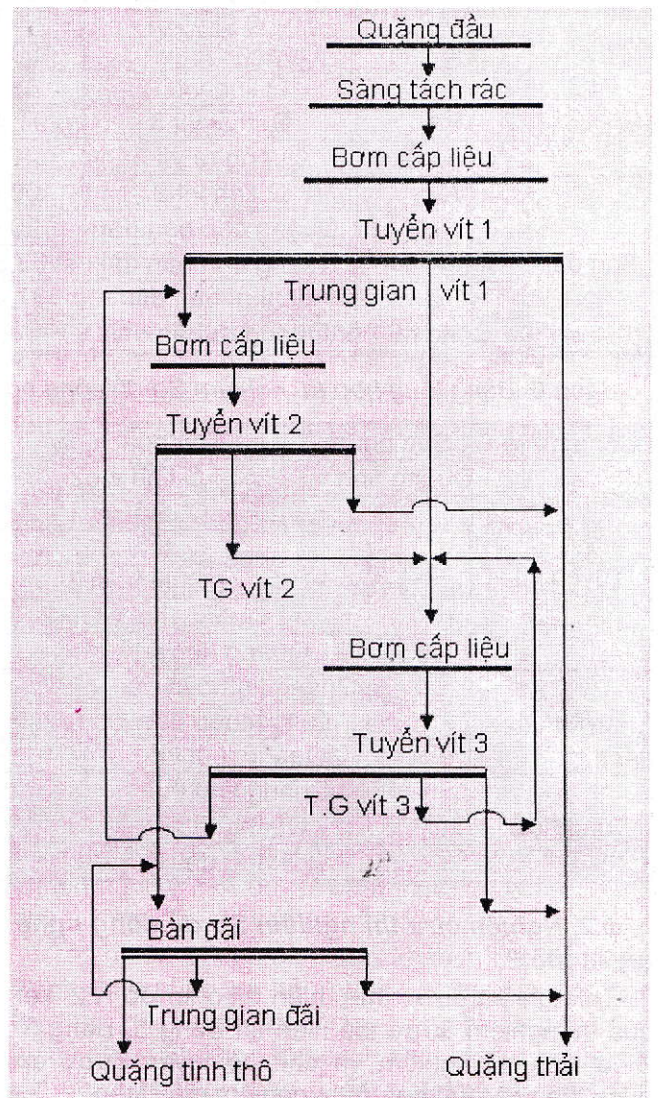 Quặng đầu
Sàng tách rác
Bơm cấp liệu
Tuyển vít 1
Trung gian vít 1
Bơm cấp liệu
Tuyển vít 2
TG vít 2
Bơm cấp liệu
Tuyển vít 3
T.G vít 3
Bàn đãi
Trung gian đãi
Quặng tinh thô
Quặng thải